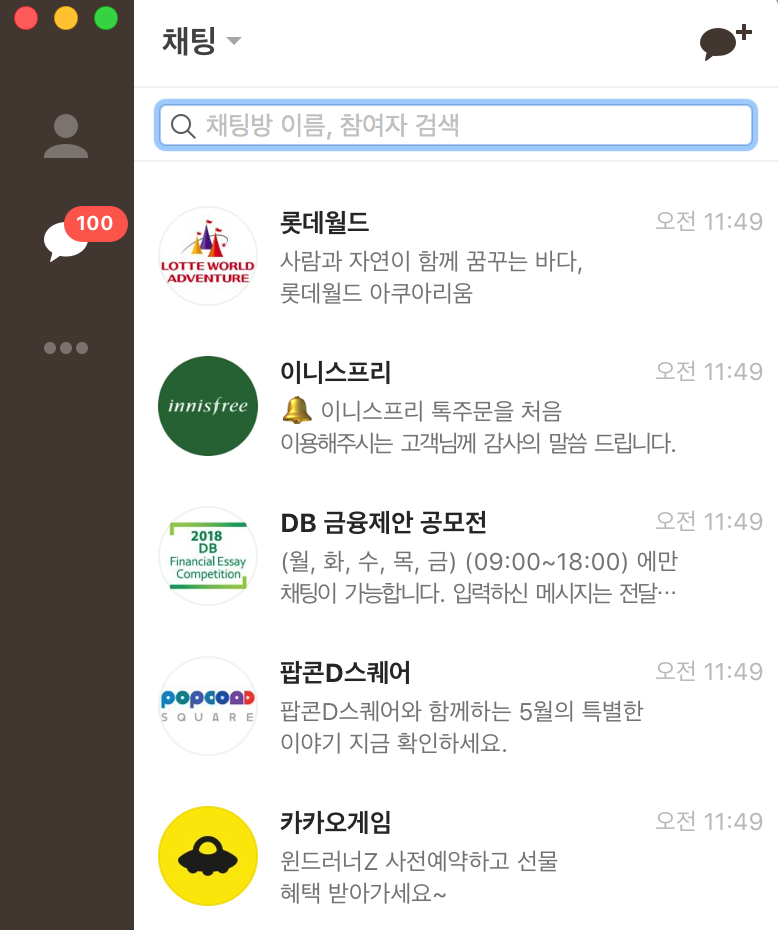 채팅
채팅방 이름, 참여자 검색
100
LOTTE WORLD
ADVENTURE
롯데월드
오전 11:49
사람과 자연이 함께 꿈꾸는 바다,
롯데월드 아쿠아리움
innisfree
이니스프리
오전 11:49
이니스프리 톡주문을 처음
이용해주시는 고객님께 감사의 말씀 드립니다.
2018
DB
Financial Essay
Competition
DB 금융제안 공모전
오전 11:49
(월, 화, 수, 목, 금) (09:00~18:00) 에만
채팅이 가능합니다. 입력하신 메시지는 전달…
POPCOND
SQUARE
팝콘D스퀘어
오전 11:49
팝콘D스퀘어와 함께하는 5월의 특별한
이야기 지금 확인하세요.
카카오게임
오전 11:49
윈드러너Z 사전예약하고 선물
혜택 받아가세요~